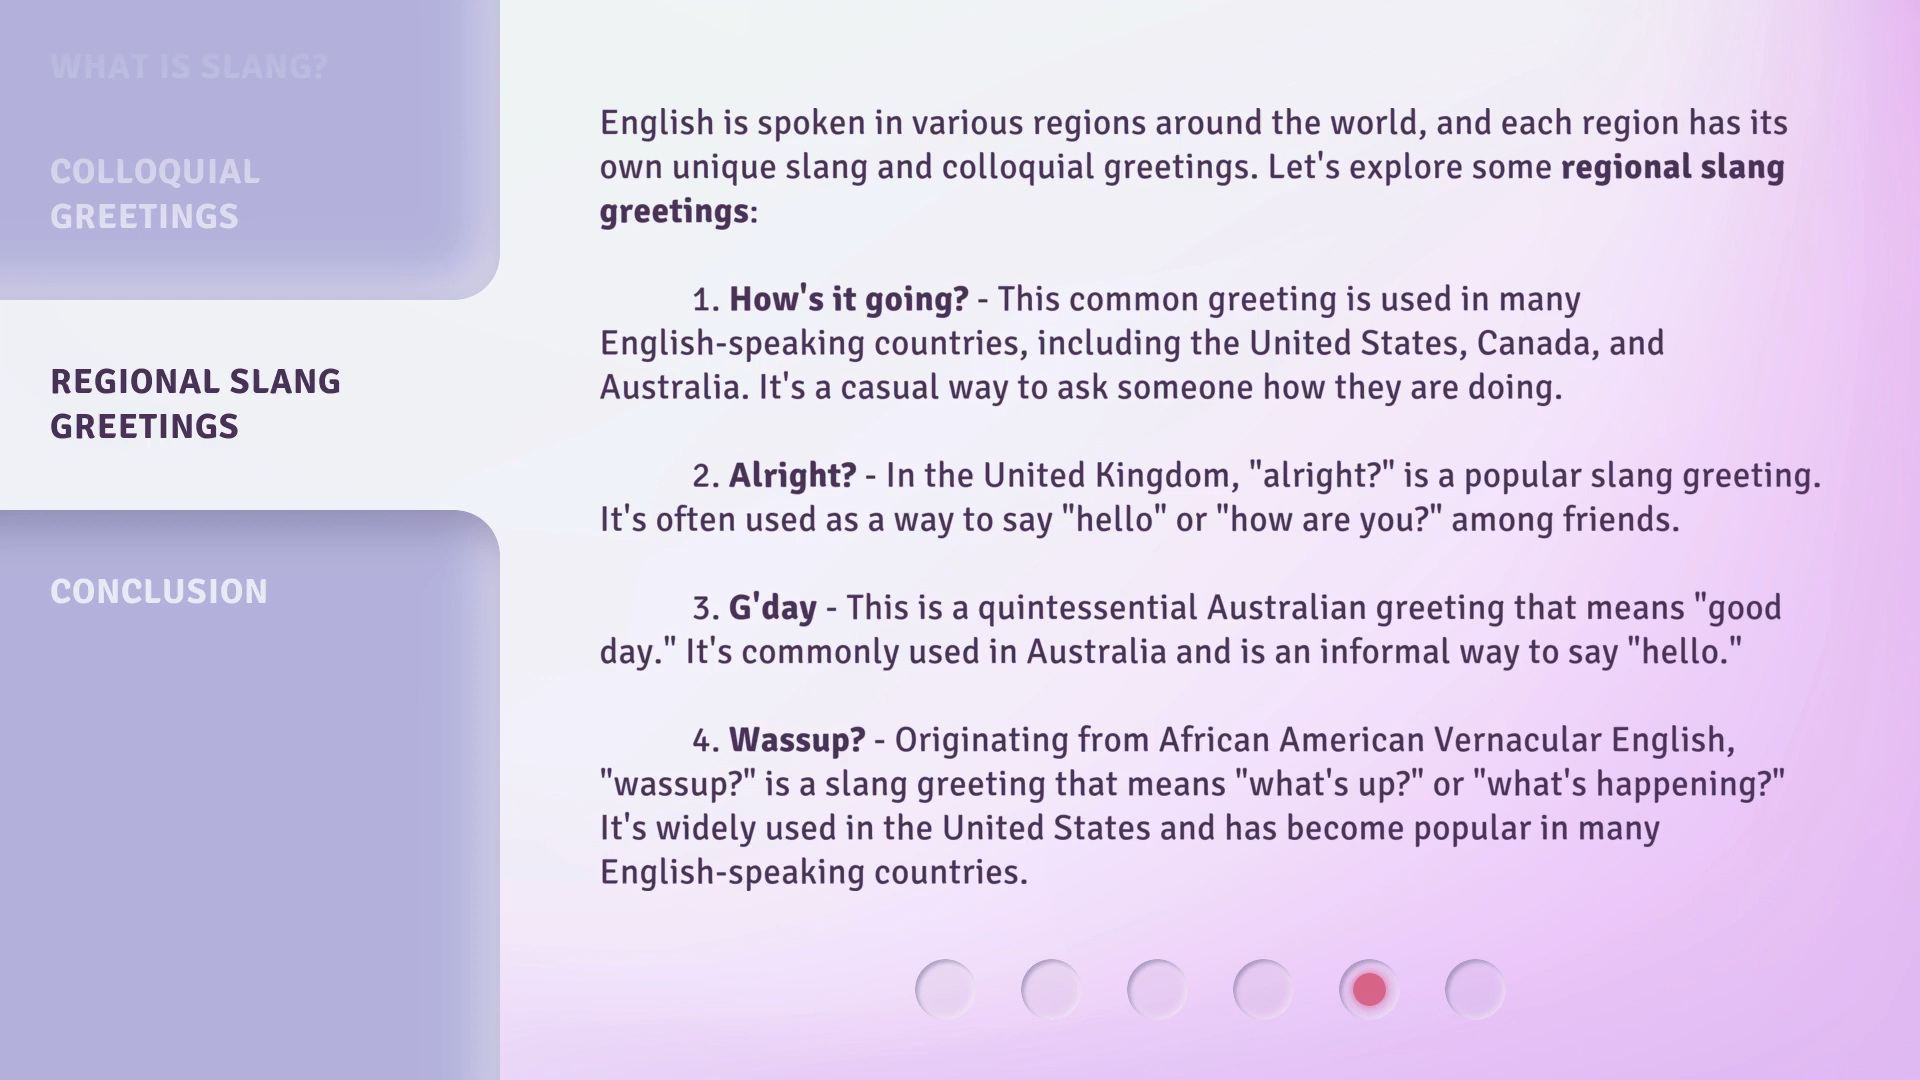 WHAT IS SLANG?
COLLOQUIAL
GREETINGS
REGIONAL SLANG
GREETINGS
CONCLUSION
English is spoken in various regions around the world, and each region has its
own unique slang and colloquial greetings. Let's explore some regional slang
greetings:
1. How's it going? - This common greeting is used in many
English-speaking countries, including the United States, Canada, and
Australia. It's a casual way to ask someone how they are doing.
2. Alright? - In the United Kingdom, "alright?" is a popular slang greeting.
It's often used as a way to say "hello" or "how are you?" among friends.
3. G'day - This is a quintessential Australian greeting that means "good
day." It's commonly used in Australia and is an informal way to say "hello."
4. Wassup? - Originating from African American Vernacular English,
"wassup?" is a slang greeting that means "what's up?" or "what's happening?"
It's widely used in the United States and has become popular in many
English-speaking countries.